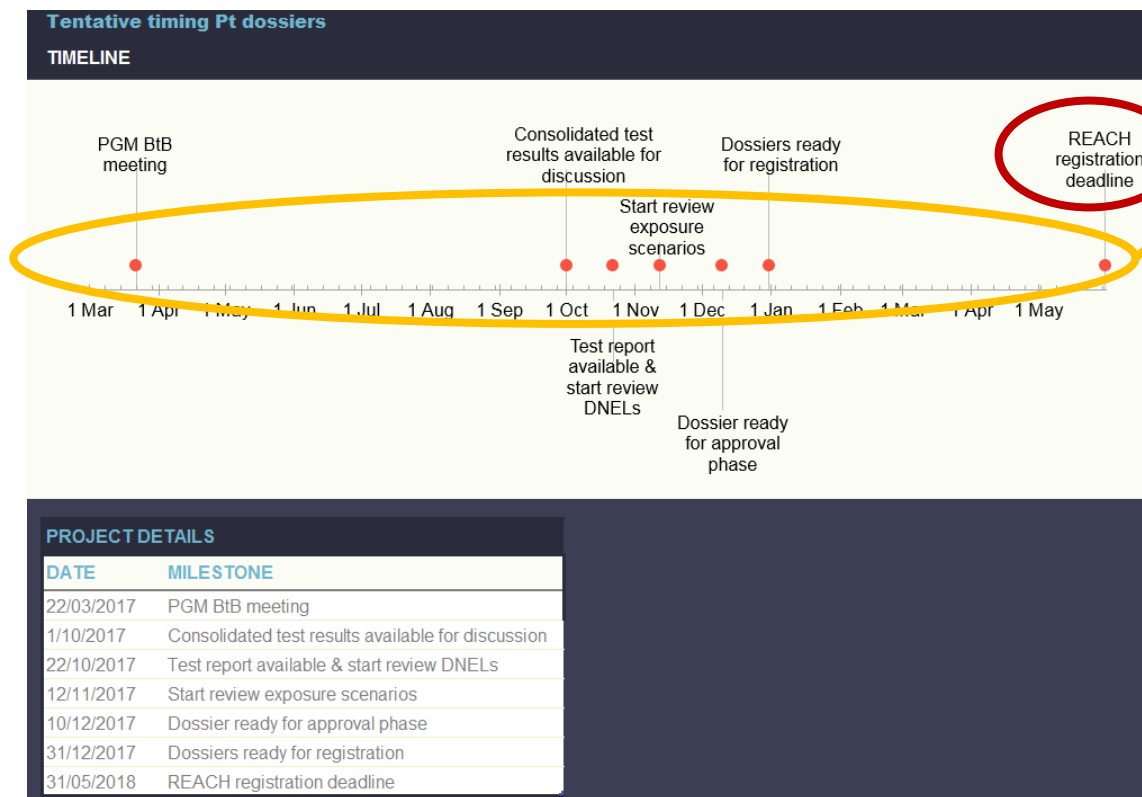 Tentative timing Pt dossiers
TIMELINE
PGM BtB
meeting
Consolidated test
results available for
discussion
Dossiers ready
for registration
REACH
registration
deadline
Start review
exposure
scenarios
1 Mar 1 Apr 1 May 1 Jun 1 Jul 1 Aug 1 Sep 1 Oct 1 Nov 1 Dec 1 Jan 1 Feb 1 Mar 1 Apr 1 May
Test report
available &
start review
DNELs
Dossier ready
for approval
phase
PROJECT DETAILS
DATE MILESTONE
22/03/2017 PGM BtB meeting
1/10/2017 Consolidated test results available for discussion
22/10/2017 Test report available & start review DNELs
12/11/2017 Start review exposure scenarios
10/12/2017 Dossier ready for approval phase
31/12/2017 Dossiers ready for registration
31/05/2018 REACH registration deadline